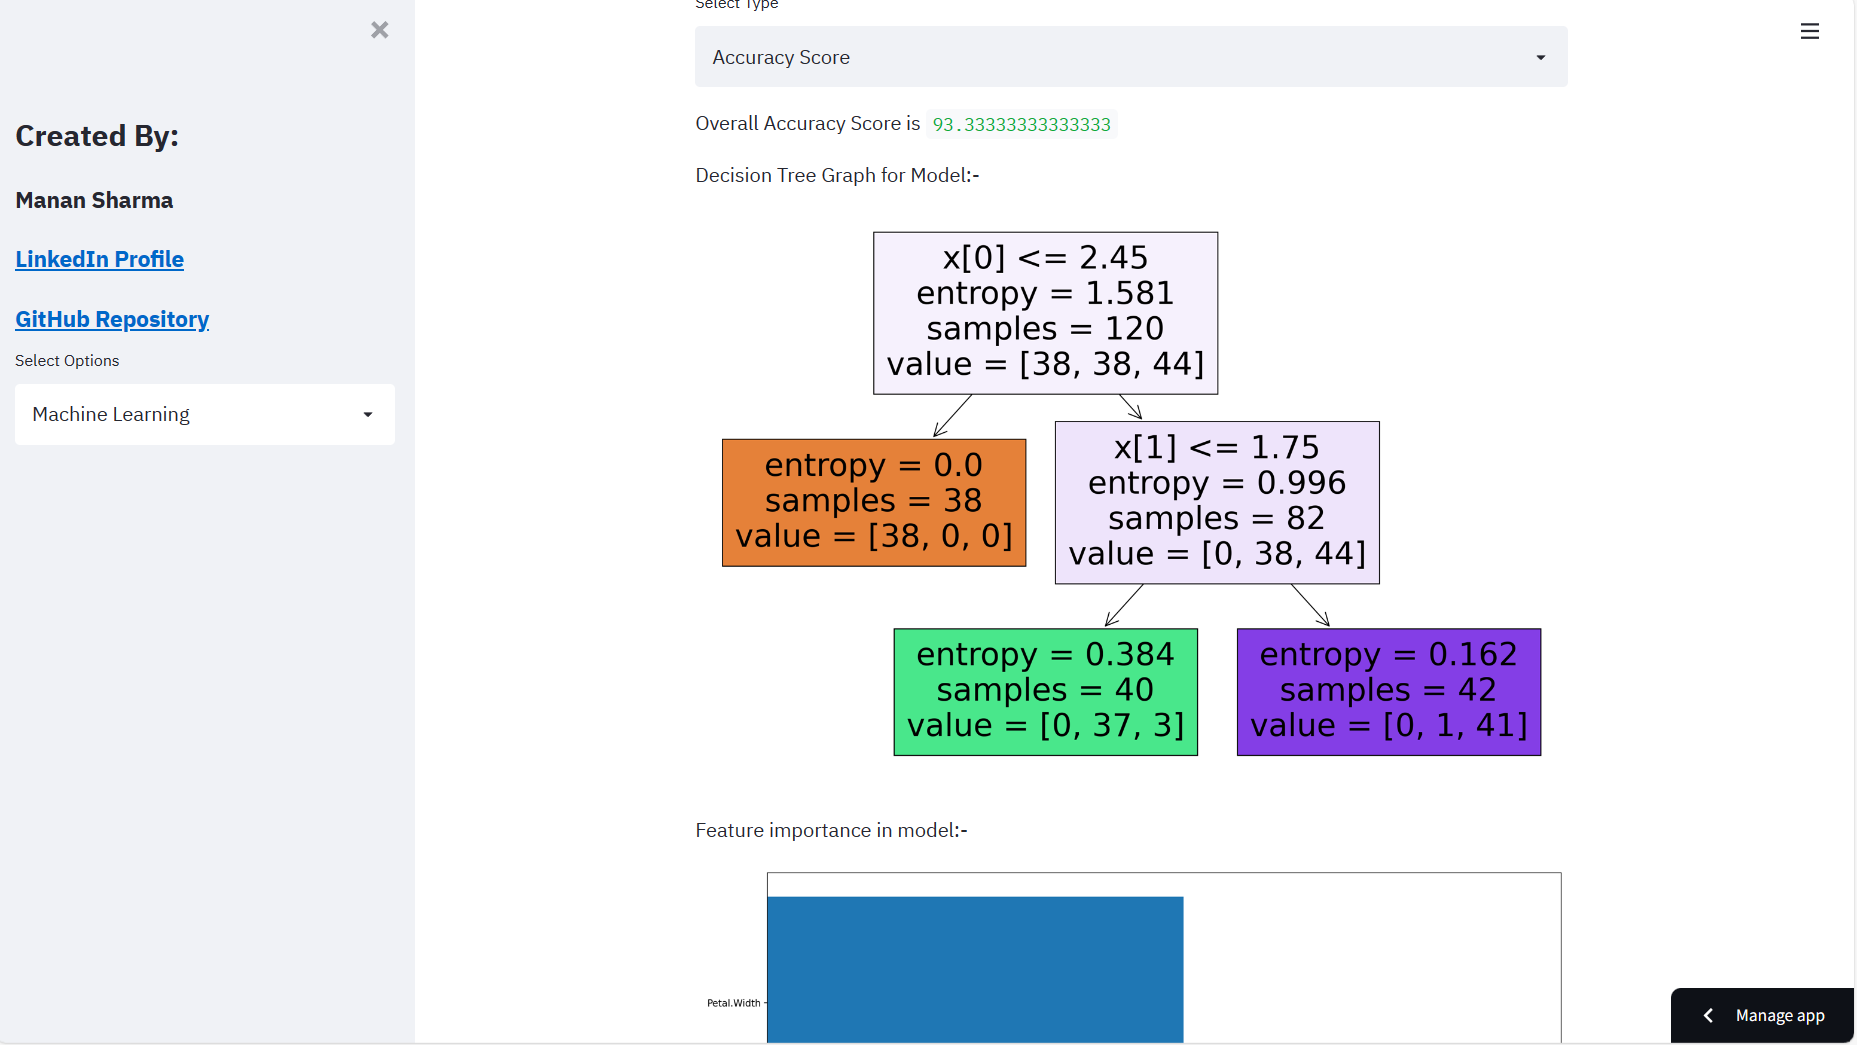 Created By:
Manan Sharma
LinkedIn Profile
GitHub Repository
Select Options
Machine Learning
Select Type
Accuracy Score
Overall Accuracy Score is 93.33333333333333
Decision Tree Graph for Model:-
x[0] <= 2.45
entropy = 1.581
samples = 120
value = [38, 38, 44]
entropy = 0.0
samples = 38
value = [38, 0, 0]
x[1] <= 1.75
entropy = 0.996
samples = 82
value = [0, 38, 44]
entropy = 0.384
samples = 40
value = [0, 37, 3]
entropy = 0.162
samples = 42
value = [0, 1, 41]
Feature importance in model:-
Petal.Width
Manage app